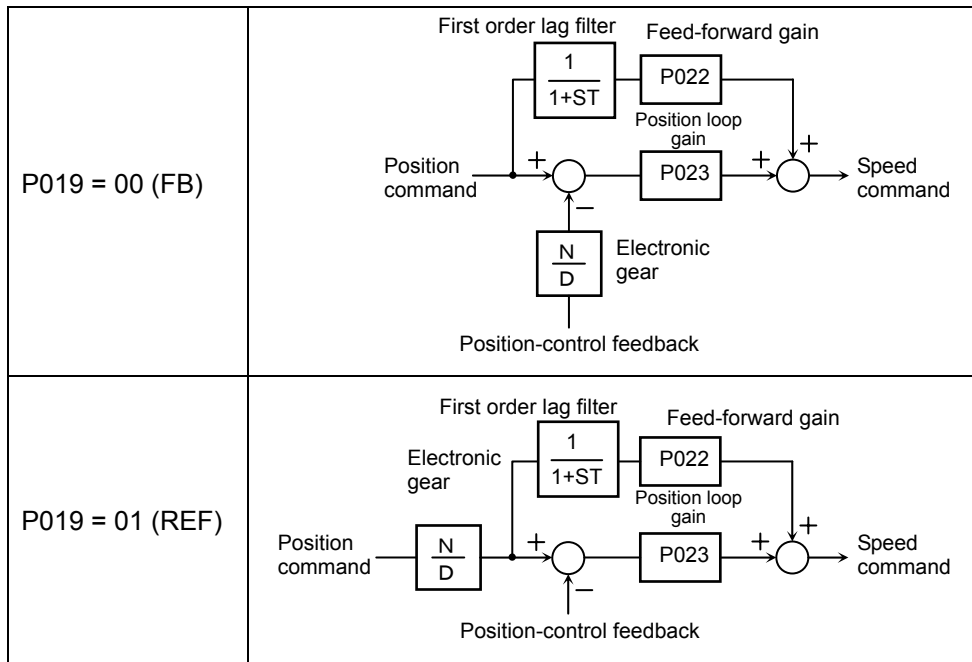 P019 = 00 (FB)
First order lag filter
Feed-forward gain
1
1+ST
P022
Position loop
gain
P023
Position
command
+
−
+
+
Speed
command
N
D
Electronic
gear
Position-control feedback
P019 = 01 (REF)
First order lag filter
Feed-forward gain
Electronic
gear
1
1+ST
P022
Position loop
gain
P023
Position
command
N
D
+
−
+
+
Speed
command
Position-control feedback